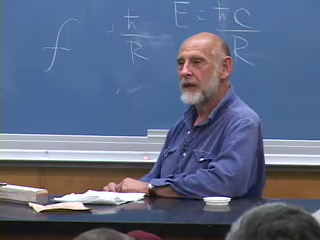 f · ħ/R E = ħc/R